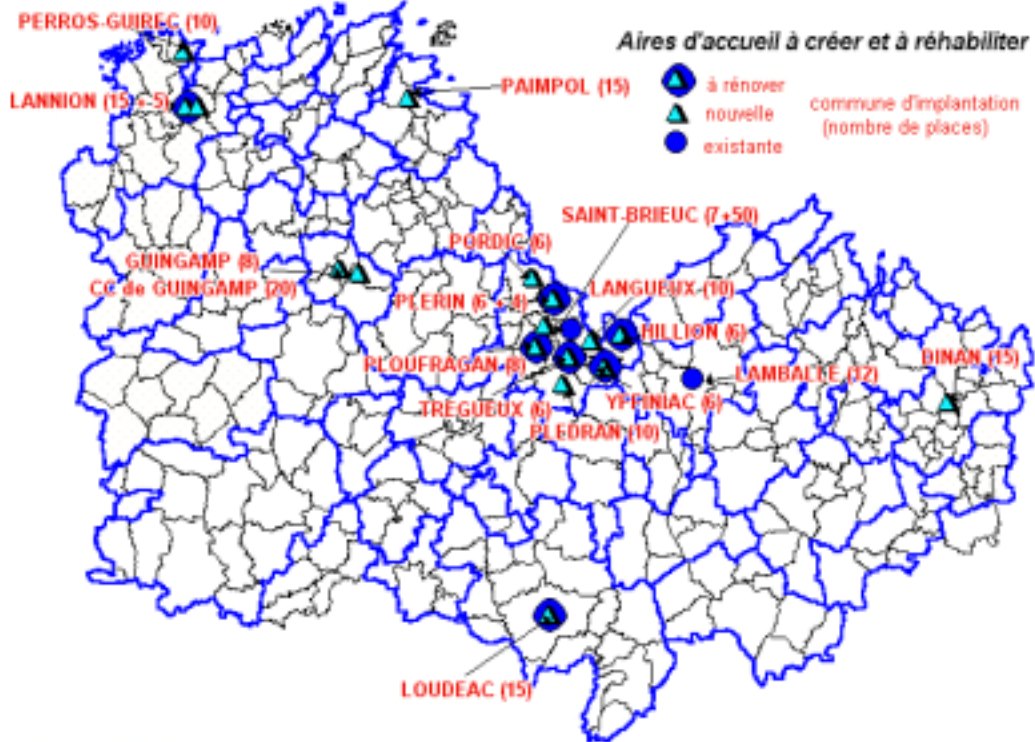 PERROS-GUIREC (10)
Aires d'accueil à créer et à réhabiliter
à rénover
nouvelle
existante
commune d'implantation
(nombre de places)
LANNION (15 + 5)
PAIMPOL (15)
SAINT-BRIEUC (7+50)
PORDIC (6)
GUINGAMP (8)
CC de GUINGAMP (20)
LANGUEUX (10)
PLERIN (6 + 4)
HILLION (6)
DINAN (15)
PLOUFRAGAN (8)
LAMBALLE (32)
TREGUEUX (6)
YFFINIAC (6)
PLEDRAN (10)
LOUDEAC (15)